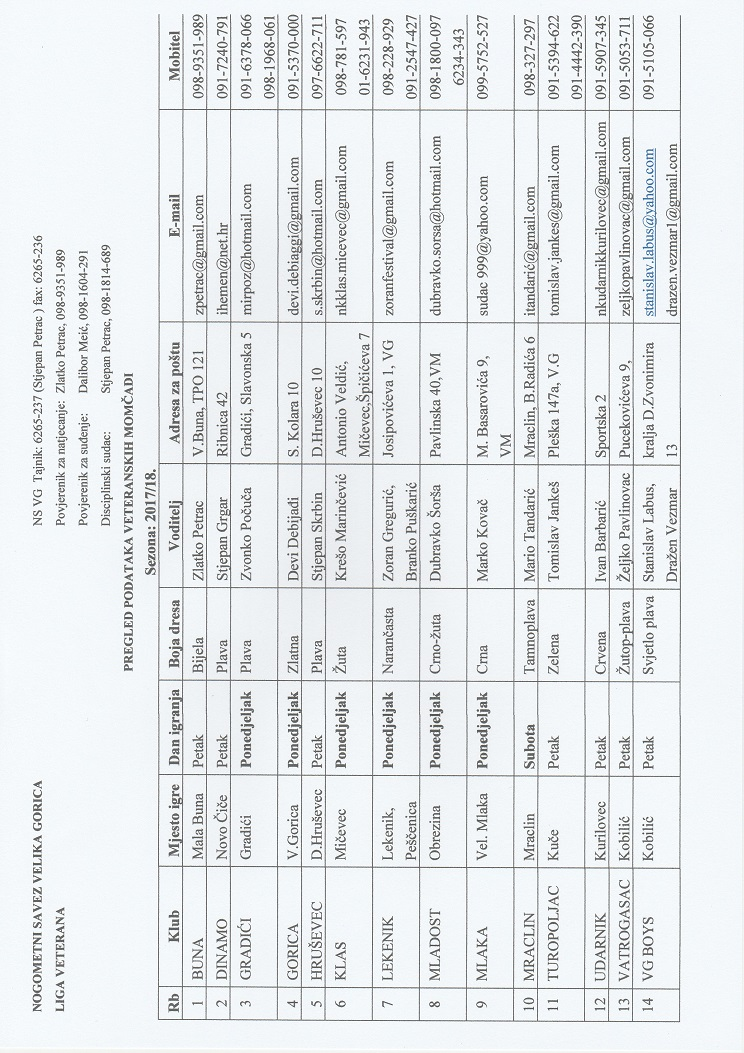 NOGOMETNI SAVEZ VELIKA GORICA
NS VG Tajnik: 6265-237 (Stjepan Petrac ) fax: 6265-236
LIGA VETERANA
Povjerenik za natjecanje: Zlatko Petrac, 098-9351-989
Povjerenik za suđenje: Dalibor Meić, 098-1604-291
Disciplinski sudac: Stjepan Petrac, 098-1814-689
PREGLED PODATAKA VETERANSKIH MOMČADI
Sezona: 2017/18.
Rb Klub Mjesto igre Dan igranja Boja dresa Voditelj Adresa za poštu E-mail Mobitel
1 BUNA Mala Buna Petak Bijela Zlatko Petrac V.Buna, TPO 121 zpetrac@gmail.com 098-9351-989
2 DINAMO Novo Čiče Petak Plava Stjepan Grgar Ribnica 42 ihemen@net.hr 091-7240-791
3 GRADIĆI Gradići Ponedjeljak Plava Zvonko Počuča Gradići, Slavonska 5 mirpoz@hotmail.com 091-6378-066
098-1968-061
4 GORICA V.Gorica Ponedjeljak Zlatna Devi Debijadi S. Kolara 10 devi.debiaggi@gmail.com 091-5370-000
5 HRUŠEVEC D.Hruševec Petak Plava Stjepan Skrbin D.Hruševec 10 s.skrbin@hotmail.com 097-6622-711
6 KLAS Mičevec Ponedjeljak Žuta Krešo Marinčević Antonio Veldić, nkklas.micevec@gmail.com 098-781-597
Mičevec,Špičićeva 7 01-6231-943
7 LEKENIK Lekenik, Ponedjeljak Narančasta Zoran Gregurić, Josipovićeva 1, VG zoranfestival@gmail.com 098-228-929
Peščenica Branko Puškarić 091-2547-427
8 MLADOST Obrezina Ponedjeljak Crno-žuta Dubravko Šorša Pavlinska 40,VM dubravko.sorsa@hotmail.com 098-1800-097
6234-343
9 MLAKA Vel. Mlaka Ponedjeljak Crna Marko Kovač M. Basarovića 9, sudac 999@yahoo.com 099-5752-527
VM
10 MRACLIN Mraclin Subota Tammoplava Mario Tandarić Mraclin, B.Radića 6 itandarić@gmail.com 098-327-297
11 TUROPOLJAC Kuče Petak Zelena Tomislav Jankeš Pleška 147a, V.G tomislav.jankes@gmail.com 091-5394-622
091-4442-390
12 UDARNIK Kurilovec Petak Crvena Ivan Barbarić Sportska 2 nkudarnikkurilovec@gmail.com 091-5907-345
13 VATROGASAC Kobilić Petak Žutop-plava Željko Pavlinovac Pucekovićeva 9, zeljkopavlinovac@gmail.com 091-5053-711
14 VG BOYS Kobilić Petak Svjetlo plava Stanislav Labus, kralja D.Zvonimira stanislav.labus@yahoo.com 091-5105-066
Dražen Vezmar 13 drazen.vezmar1@gmail.com